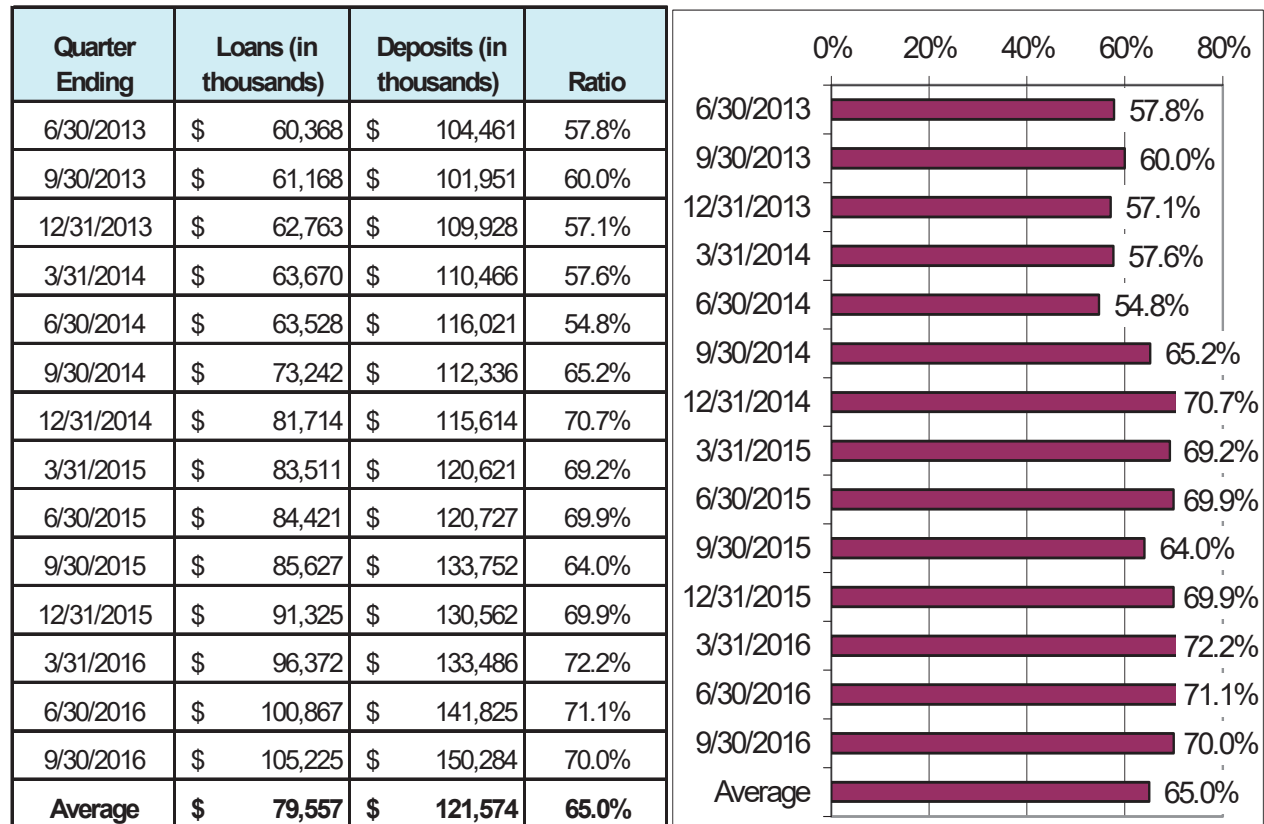 Quarter Ending Loans (in thousands) Deposits (in thousands) Ratio
6/30/2013 $ 60,368 $ 104,461 57.8%
9/30/2013 $ 61,168 $ 101,951 60.0%
12/31/2013 $ 62,763 $ 109,928 57.1%
3/31/2014 $ 63,670 $ 110,466 57.6%
6/30/2014 $ 63,528 $ 116,021 54.8%
9/30/2014 $ 73,242 $ 112,336 65.2%
12/31/2014 $ 81,714 $ 115,614 70.7%
3/31/2015 $ 83,511 $ 120,621 69.2%
6/30/2015 $ 84,421 $ 120,727 69.9%
9/30/2015 $ 85,627 $ 133,752 64.0%
12/31/2015 $ 91,325 $ 130,562 69.9%
3/31/2016 $ 96,372 $ 133,486 72.2%
6/30/2016 $ 100,867 $ 141,825 71.1%
9/30/2016 $ 105,225 $ 150,284 70.0%
Average $ 79,557 $ 121,574 65.0%
0% 20% 40% 60% 80%
6/30/2013 57.8%
9/30/2013 60.0%
12/31/2013 57.1%
3/31/2014 57.6%
6/30/2014 54.8%
9/30/2014 65.2%
12/31/2014 70.7%
3/31/2015 69.2%
6/30/2015 69.9%
9/30/2015 64.0%
12/31/2015 69.9%
3/31/2016 72.2%
6/30/2016 71.1%
9/30/2016 70.0%
Average 65.0%